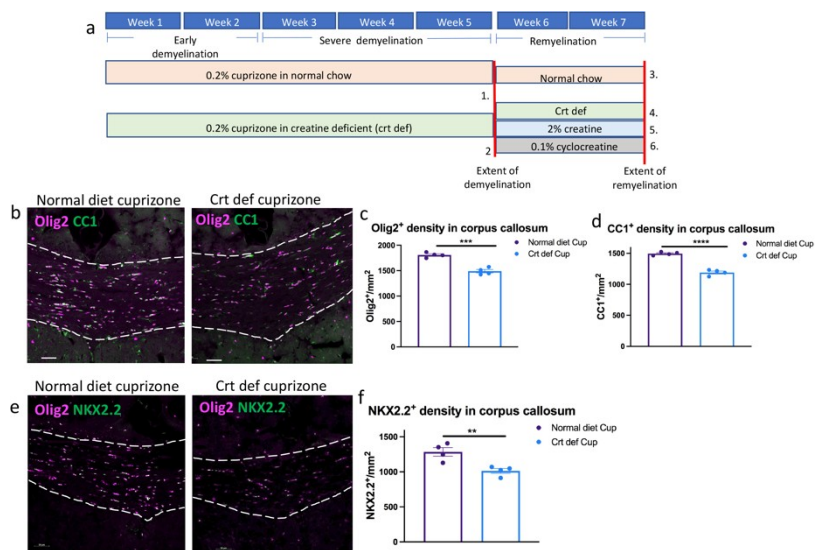 Week 1 Week 2 Week 3 Week 4 Week 5 Week 6 Week 7
a
Early demyelination
Severe demyelination
Remyelination
0.2% cuprizone in normal chow
Normal chow
3.
1.
Crt def
4.
0.2% cuprizone in creatine deficient (crt def)
2% creatine
5.
2
0.1% cyclocreatine
6.
Extent of demyelination
Extent of remyelination
b
Normal diet cuprizone
Crt def cuprizone
Olig2 CC1
Olig2 CC1
c
Olig2⁺ density in corpus callosum
***
Normal diet Cup
Crt def Cup
Olig2⁺/mm²
2000
1500
1000
500
0
d
CC1⁺ density in corpus callosum
****
Normal diet Cup
Crt def Cup
CC1⁺/mm²
1500
1000
500
0
e
Normal diet cuprizone
Crt def cuprizone
Olig2 NKX2.2
Olig2 NKX2.2
f
NKX2.2⁺ density in corpus callosum
**
Normal diet Cup
Crt def Cup
NKX2.2⁺/mm²
1500
1000
500
0